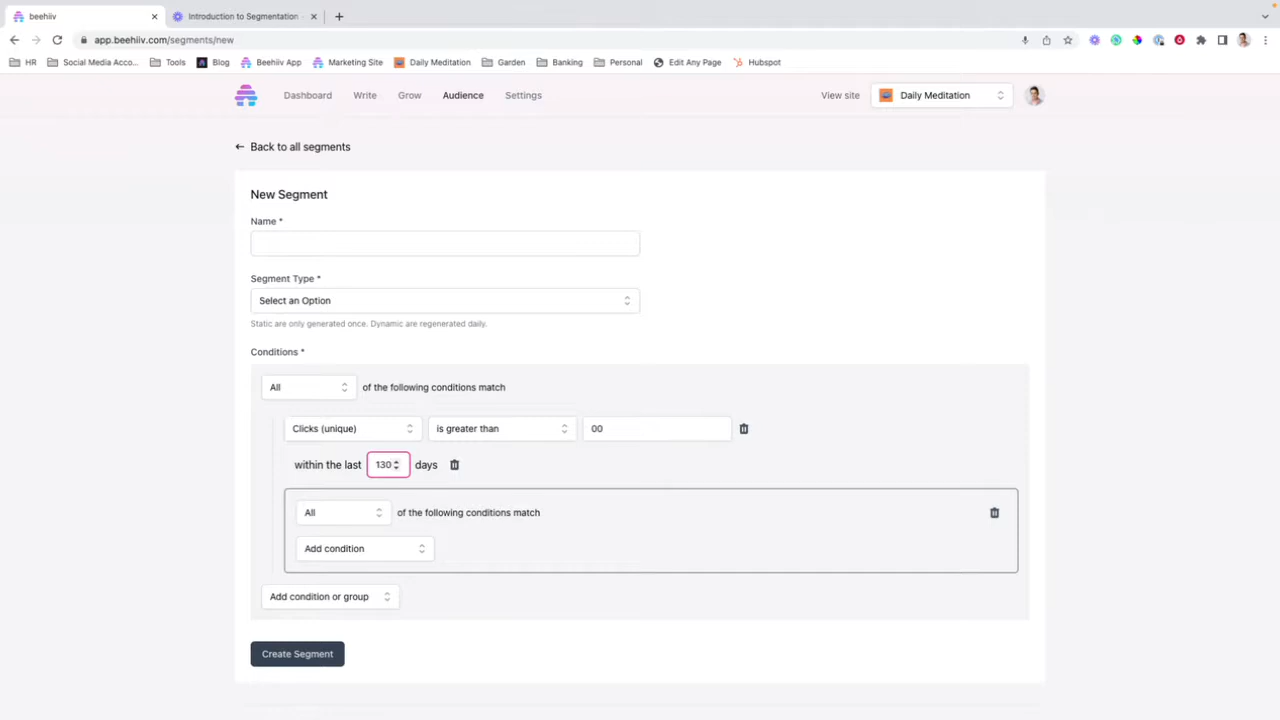 beehiiv
Introduction to Segmentation
app.beehiiv.com/segments/new
HR Social Media Acco... Tools Blog Beehiiv App Marketing Site Daily Meditation Garden Banking Personal Edit Any Page Hubspot
Dashboard Write Grow Audience Settings View site Daily Meditation
← Back to all segments
New Segment
Name *
Segment Type *
Select an Option
Static are only generated once. Dynamic are regenerated daily.
Conditions *
All of the following conditions match
Clicks (unique) is greater than 00
within the last 130 days
All of the following conditions match
Add condition
Add condition or group
Create Segment